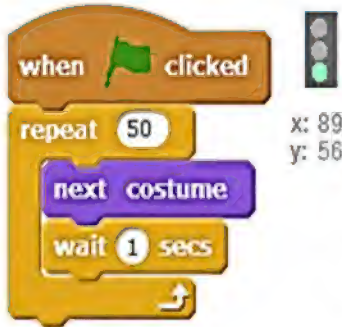 when clicked
repeat 50
next costume
wait 1 secs
x: 89
y: 56